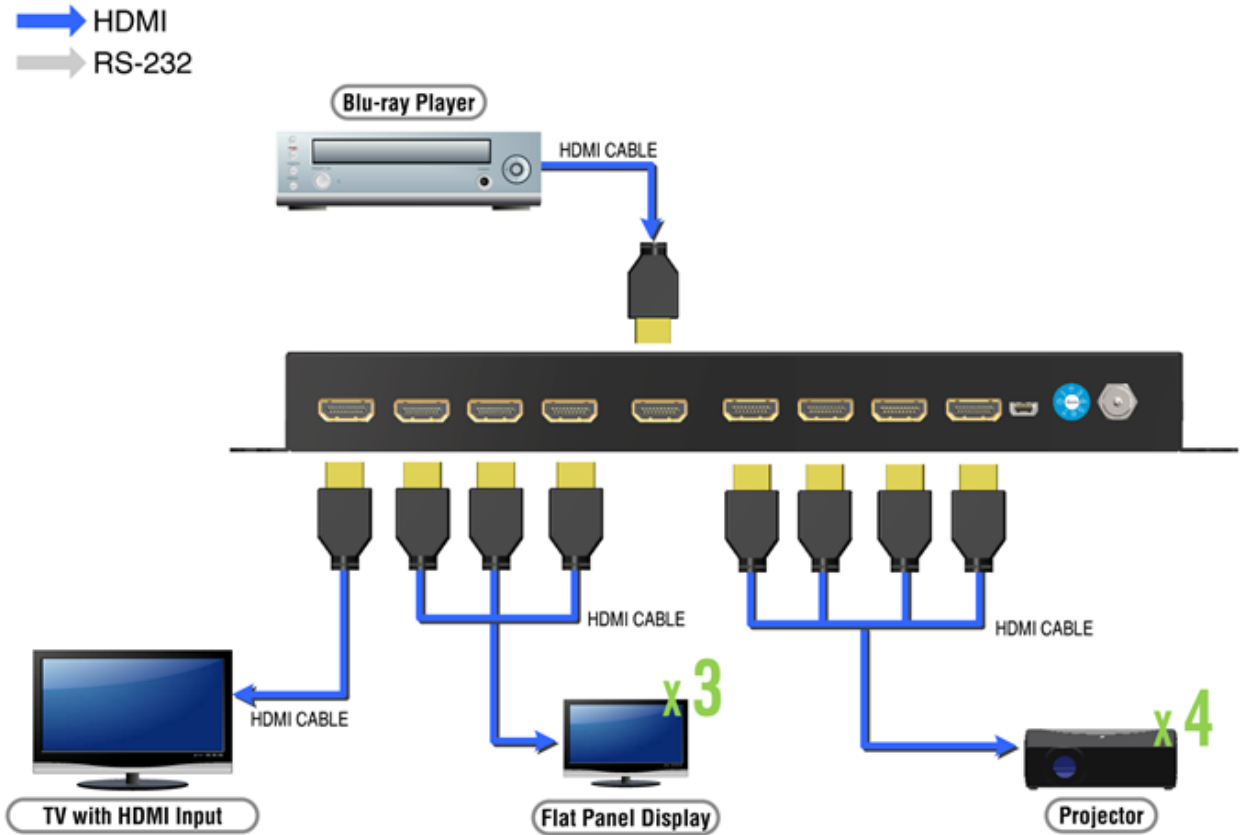 HDMI
RS-232
Blu-ray Player
HDMI CABLE
HDMI CABLE
HDMI CABLE
HDMI CABLE
x 3
x 4
TV with HDMI Input
Flat Panel Display
Projector